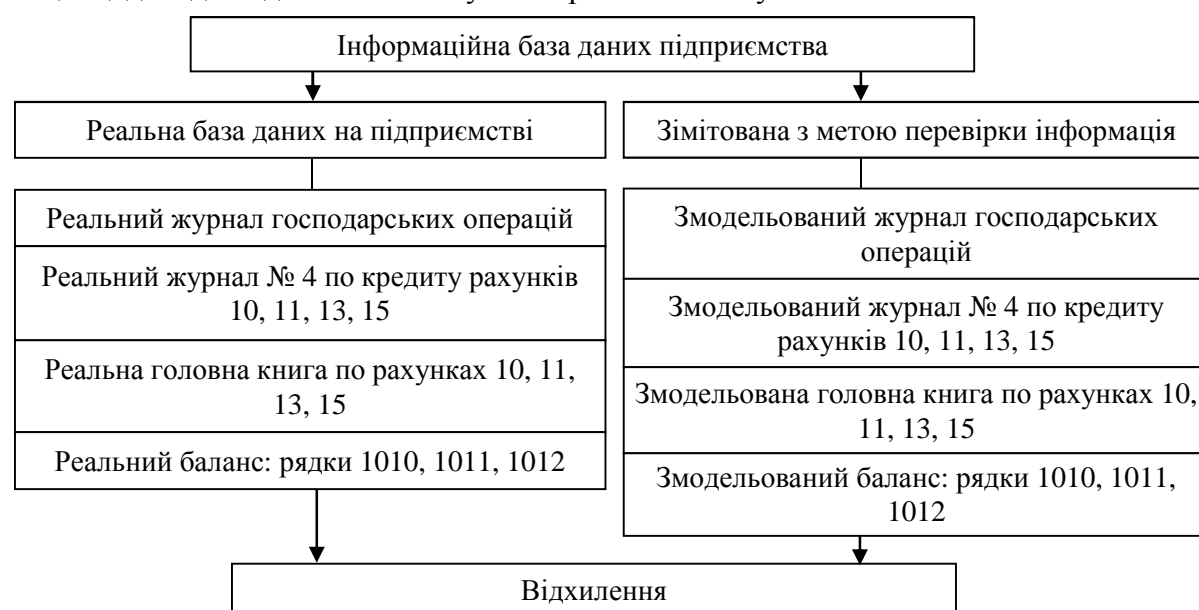 Інформаційна база даних підприємства
Реальна база даних на підприємстві
Зімітована з метою перевірки інформація
Реальний журнал господарських операцій
Реальний журнал № 4 по кредиту рахунків
10, 11, 13, 15
Реальна головна книга по рахунках 10, 11,
13, 15
Реальний баланс: рядки 1010, 1011, 1012
Змодельований журнал господарських
операцій
Змодельований журнал № 4 по кредиту
рахунків 10, 11, 13, 15
Змодельована головна книга по рахунках 10,
11, 13, 15
Змодельований баланс: рядки 1010, 1011,
1012
Відхилення